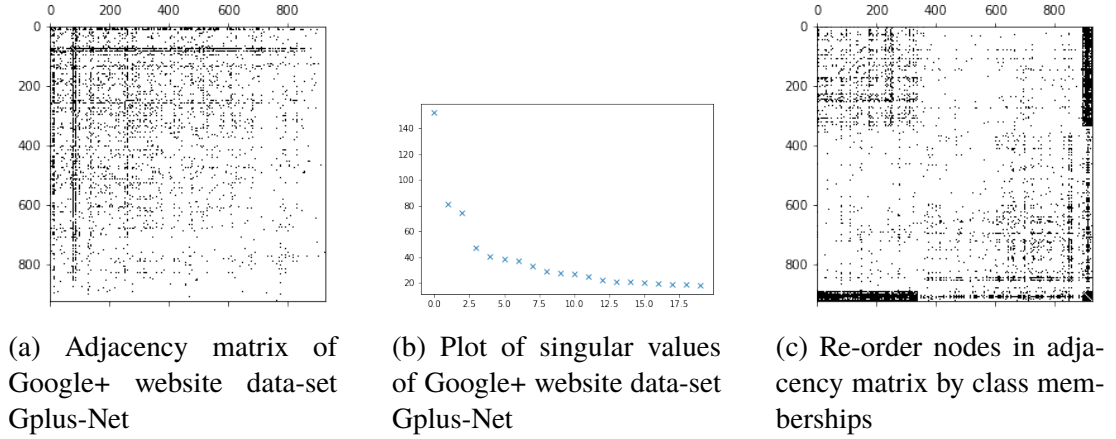 0 200 400 600 800
0
200
400
600
800
140
120
100
80
60
40
20
0.0 2.5 5.0 7.5 10.0 12.5 15.0 17.5
0 200 400 600 800
0
200
400
600
800
(a) Adjacency matrix of
Google+ website data-set
Gplus-Net
(b) Plot of singular values
of Google+ website data-set
Gplus-Net
(c) Re-order nodes in adja-
cency matrix by class mem-
berships